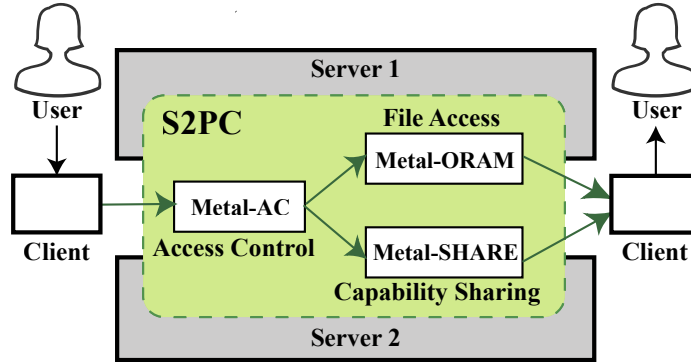 Server 1
User
User
S2PC
File Access
Metal-ORAM
Metal-AC
Access Control
Client
Client
Metal-SHARE
Capability Sharing
Server 2